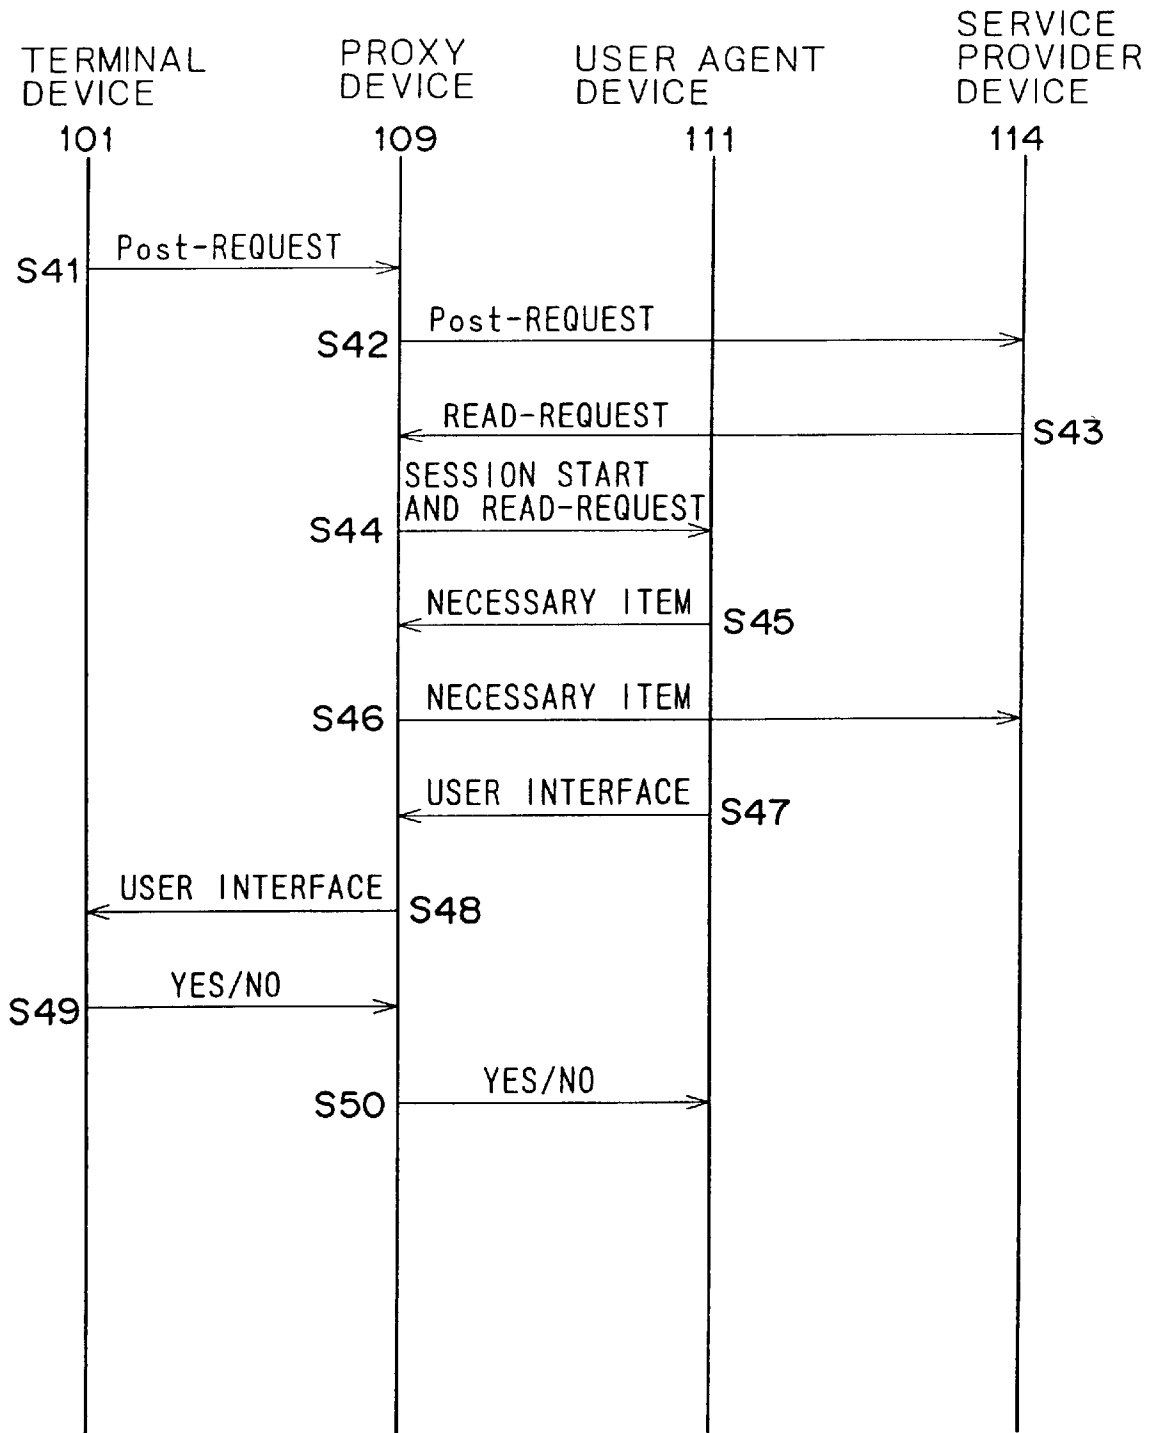 TERMINAL
DEVICE
101
PROXY
DEVICE
109
USER AGENT
DEVICE
111
SERVICE
PROVIDER
DEVICE
114
S41 Post-REQUEST
S42 Post-REQUEST
READ-REQUEST S43
SESSION START
AND READ-REQUEST
S44
NECESSARY ITEM S45
S46 NECESSARY ITEM
USER INTERFACE S47
USER INTERFACE S48
S49 YES/NO
S50 YES/NO